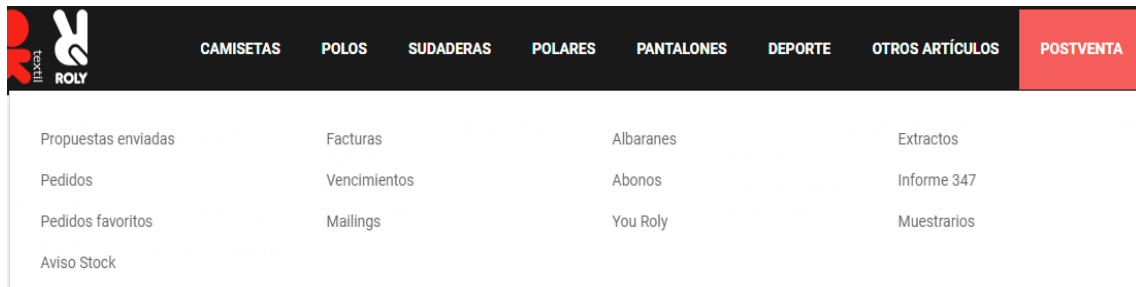 textil
ROLY
CAMISETAS POLOS SUDADERAS POLARES PANTALONES DEPORTE OTROS ARTÍCULOS POSTVENTA
Propuestas enviadas Facturas Albaranes Extractos
Pedidos Vencimientos Abonos Informe 347
Pedidos favoritos Mailings You Roly Muestrarios
Aviso Stock